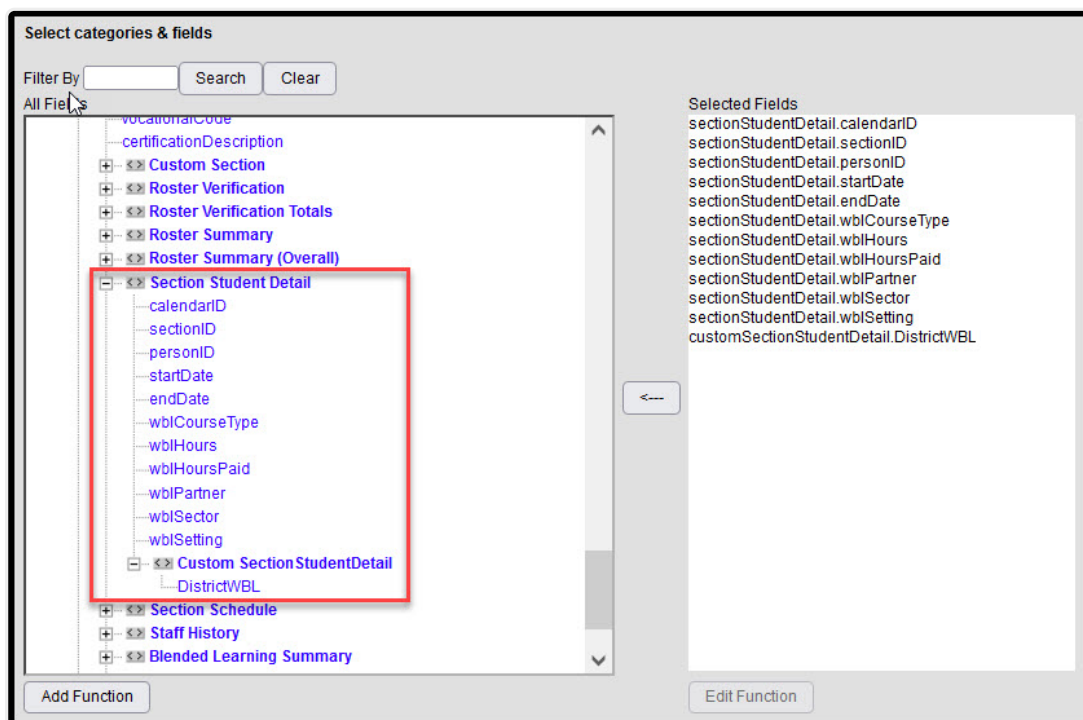 Select categories & fields
Filter By
Search
Clear
All Fields
Selected Fields
vocationalCode
certificationDescription
Custom Section
Roster Verification
Roster Verification Totals
Roster Summary
Roster Summary (Overall)
Section Student Detail
calendarID
sectionID
personID
startDate
endDate
wblCourseType
wblHours
wblHoursPaid
wblPartner
wblSector
wblSetting
Custom SectionStudentDetail
DistrictWBL
Section Schedule
Staff History
Blended Learning Summary
<---
sectionStudentDetail.calendarID
sectionStudentDetail.sectionID
sectionStudentDetail.personID
sectionStudentDetail.startDate
sectionStudentDetail.endDate
sectionStudentDetail.wblCourseType
sectionStudentDetail.wblHours
sectionStudentDetail.wblHoursPaid
sectionStudentDetail.wblPartner
sectionStudentDetail.wblSector
sectionStudentDetail.wblSetting
customSectionStudentDetail.DistrictWBL
Add Function
Edit Function